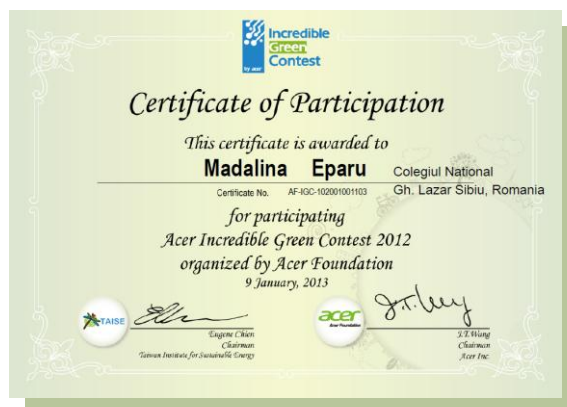 Incredible
Green
Contest
by acer
Certificate of Participation
This certificate is awarded to
Madalina Eparu
Colegiul National
Gh. Lazar Sibiu, Romania
Certificate No. AF-IGC-102001001103
for participating
Acer Incredible Green Contest 2012
organized by Acer Foundation
9 January, 2013
TAISE
Eugene Chien
Chairman
Taiwan Institute for Sustainable Energy
acer
Acer Foundation
J.T. Wang
Chairman
Acer Inc.